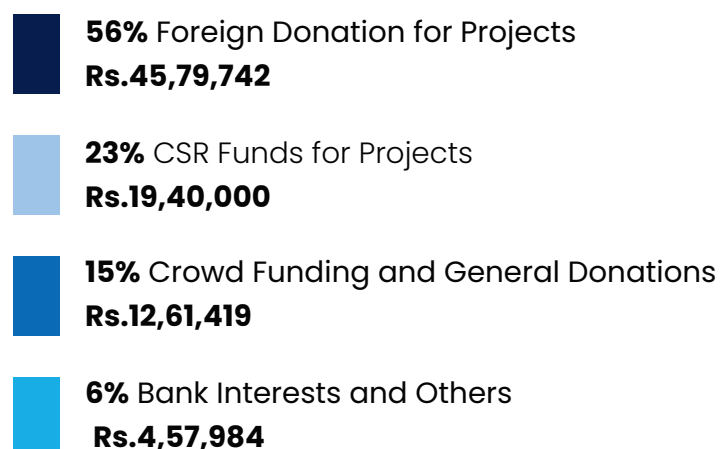 56% Foreign Donation for Projects
Rs.45,79,742
23% CSR Funds for Projects
Rs.19,40,000
15% Crowd Funding and General Donations
Rs.12,61,419
6% Bank Interests and Others
Rs.4,57,984